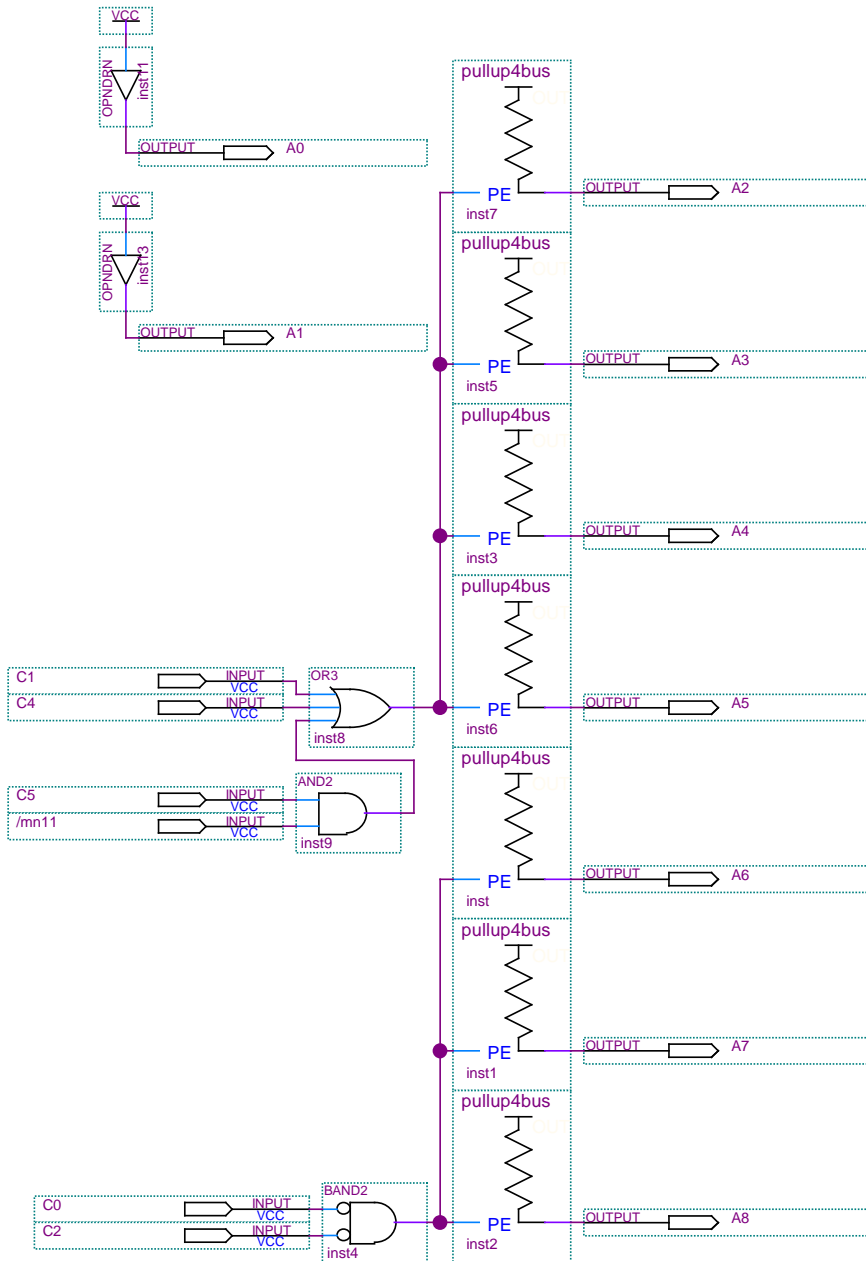 VCC
OPNDRN
inst11
OUTPUT A0
VCC
OPNDRN
inst13
OUTPUT A1
pullup4bus
PE
inst7
OUTPUT A2
pullup4bus
PE
inst5
OUTPUT A3
pullup4bus
PE
inst3
OUTPUT A4
pullup4bus
PE
inst6
OUTPUT A5
C1 INPUT
VCC
C4 INPUT
VCC
OR3
inst8
C5 INPUT
VCC
/mn11 INPUT
VCC
AND2
inst9
pullup4bus
PE
inst
OUTPUT A6
pullup4bus
PE
inst1
OUTPUT A7
pullup4bus
PE
inst2
OUTPUT A8
C0 INPUT
VCC
C2 INPUT
VCC
BAND2
inst4